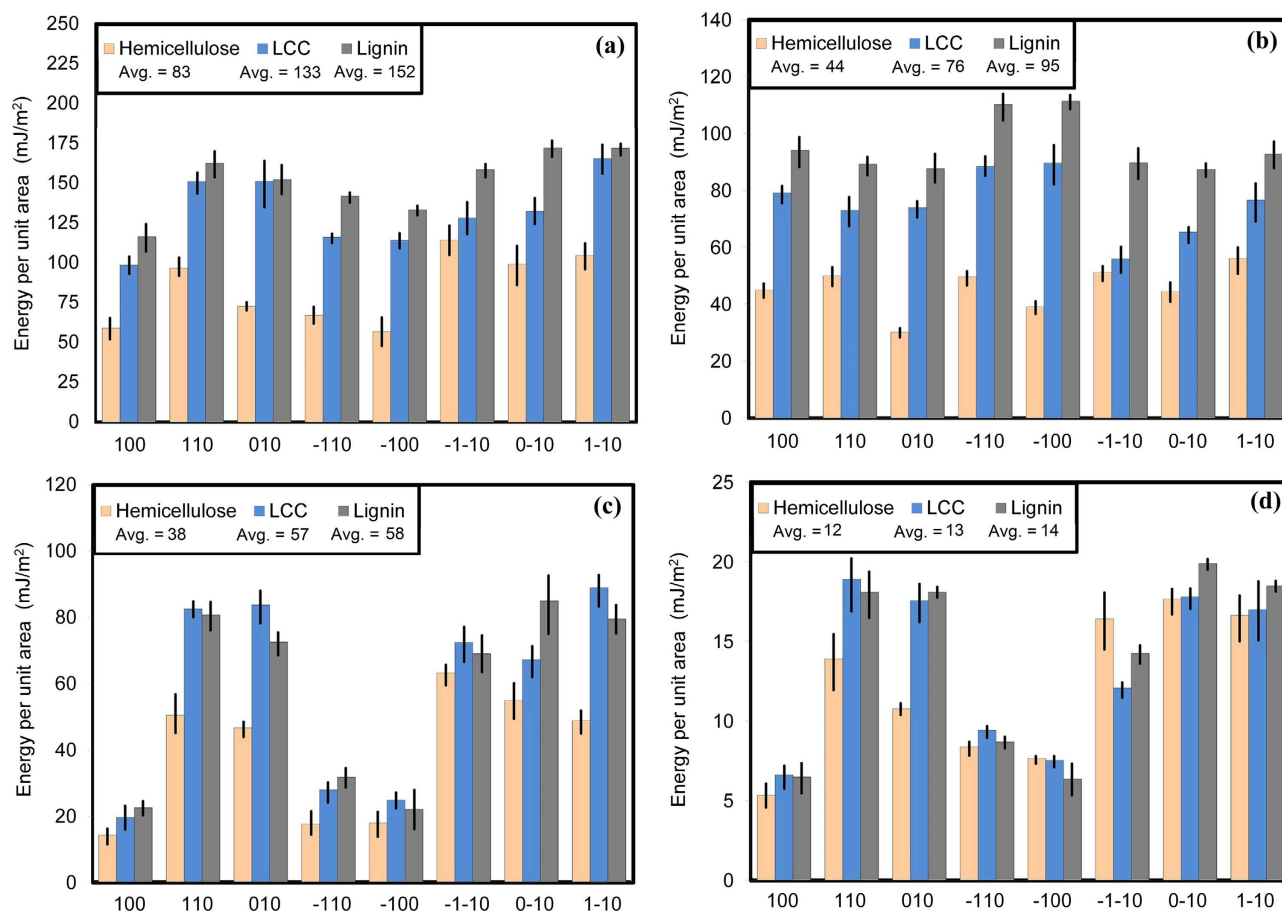 (a)
Hemicellulose LCC Lignin
Avg. = 83 Avg. = 133 Avg. = 152
Energy per unit area (mJ/m²)
250
225
200
175
150
125
100
75
50
25
0
100 110 010 -110 -100 -1-10 0-10 1-10
(b)
Hemicellulose LCC Lignin
Avg. = 44 Avg. = 76 Avg. = 95
Energy per unit area (mJ/m²)
140
120
100
80
60
40
20
0
100 110 010 -110 -100 -1-10 0-10 1-10
(c)
Hemicellulose LCC Lignin
Avg. = 38 Avg. = 57 Avg. = 58
Energy per unit area (mJ/m²)
120
100
80
60
40
20
0
100 110 010 -110 -100 -1-10 0-10 1-10
(d)
Hemicellulose LCC Lignin
Avg. =12 Avg. =13 Avg. = 14
Energy per unit area (mJ/m²)
25
20
15
10
5
0
100 110 010 -110 -100 -1-10 0-10 1-10